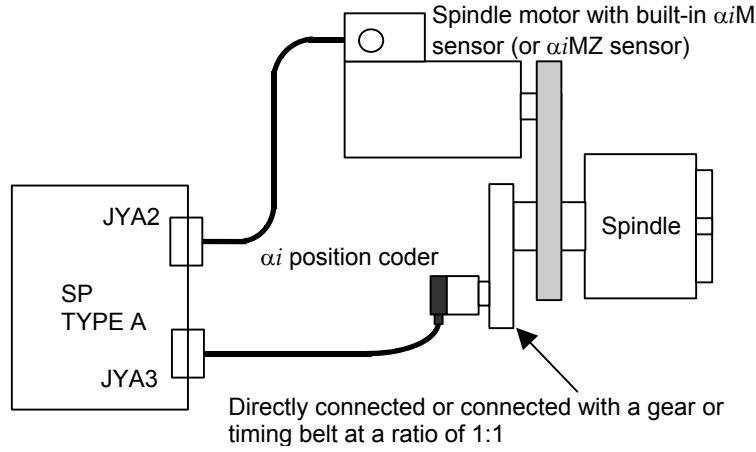 Spindle motor with built-in αiM
sensor (or αiMZ sensor)
JYA2
αi position coder
Spindle
SP
TYPE A
JYA3
Directly connected or connected with a gear or
timing belt at a ratio of 1:1